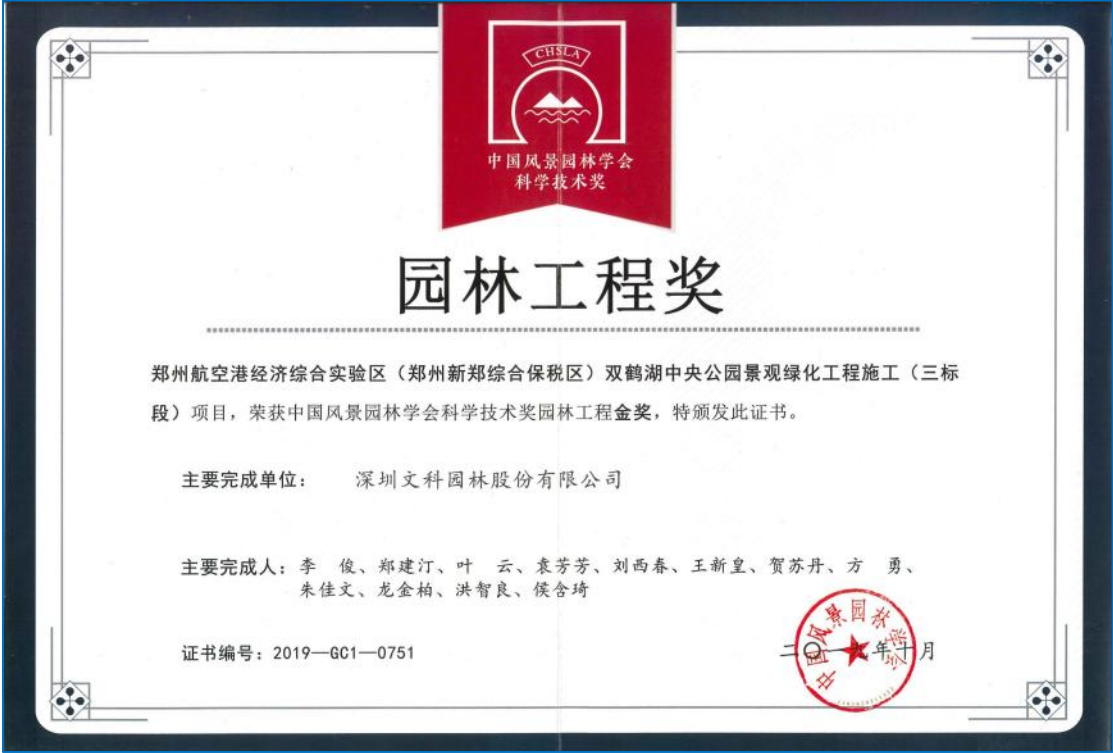 CHSLA
中国风景园林学会
科学技术奖
园林工程奖
郑州航空港经济综合实验区（郑州新郑综合保税区）双鹤湖中央公园景观绿化工程施工（三标
段）项目，荣获中国风景园林学会科学技术奖园林工程金奖，特颁发此证书。
主要完成单位： 深圳文科园林股份有限公司
主要完成人：李 俊、郑建汀、叶 云、袁芳芳、刘西春、王新皇、贺苏丹、方 勇、
朱佳文、龙金柏、洪智良、侯含琦
证书编号：2019—GC1—0751
二〇一九年十月
中国风景园林学会